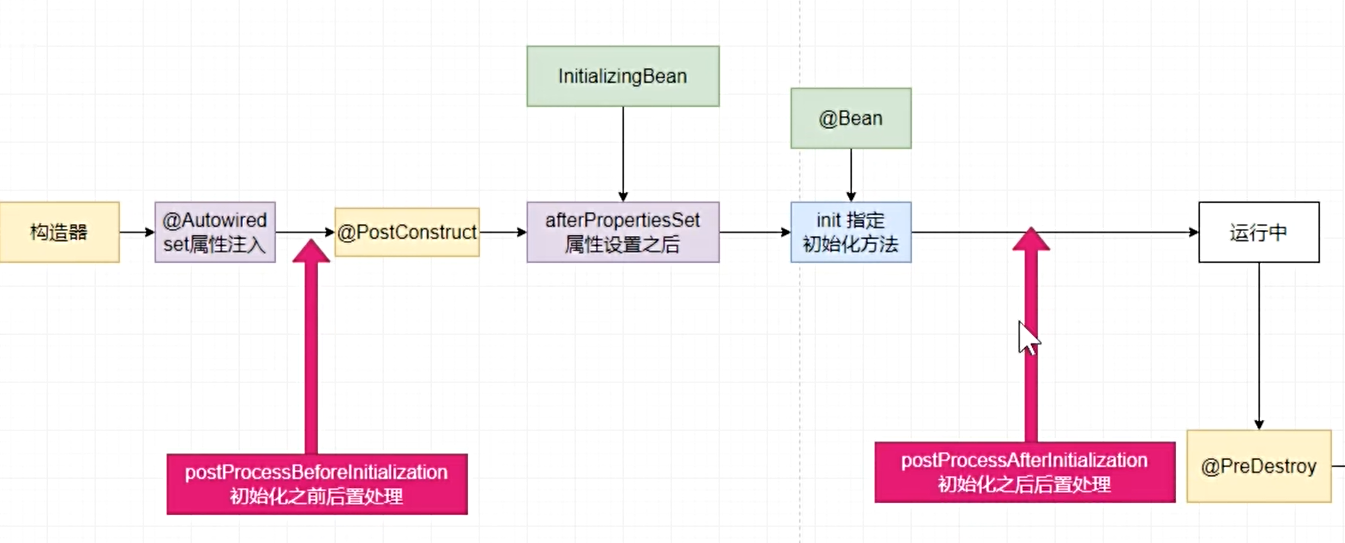 InitializingBean
@Bean
构造器
@Autowired
set属性注入
@PostConstruct
afterPropertiesSet
属性设置之后
init 指定
初始化方法
运行中
postProcessBeforeInitialization
初始化之前后置处理
postProcessAfterInitialization
初始化之后后置处理
@PreDestroy